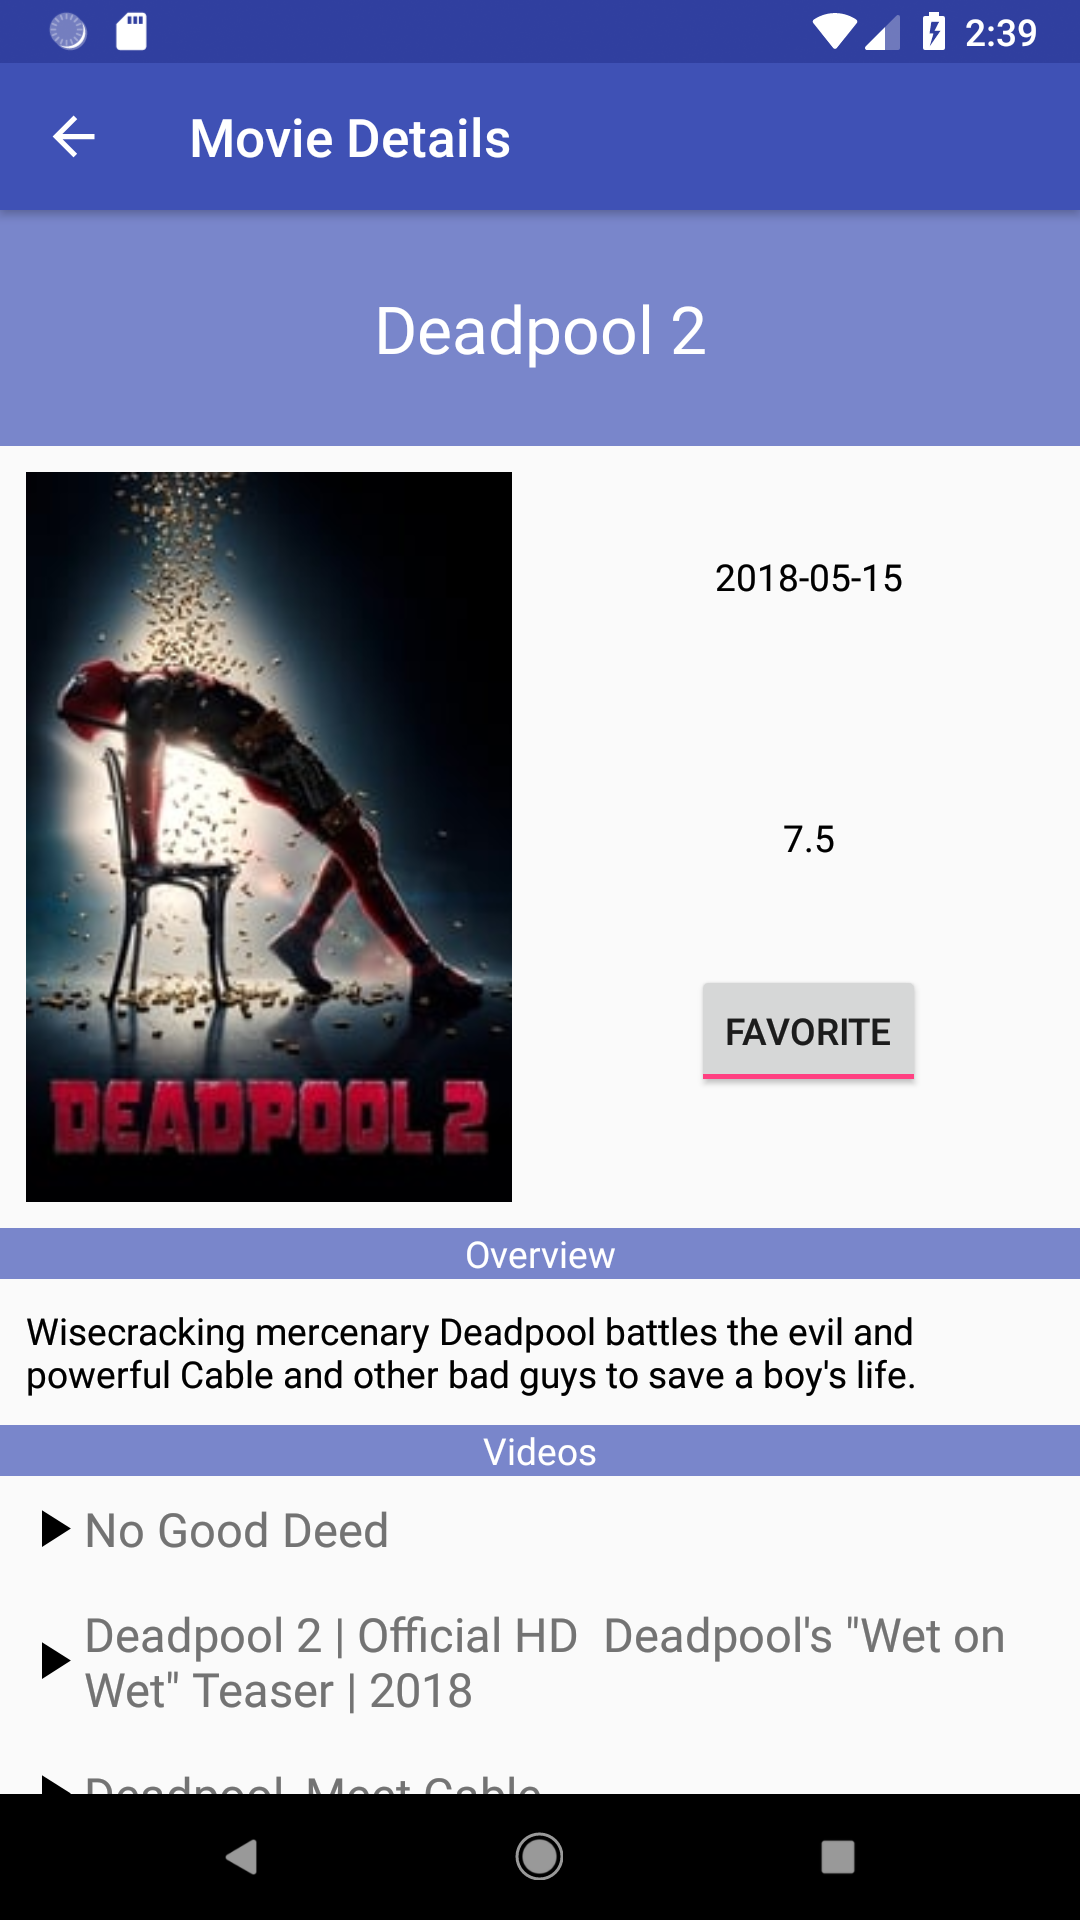 2:39
Movie Details
Deadpool 2
2018-05-15
7.5
FAVORITE
DEADPOOL 2
Overview
Wisecracking mercenary Deadpool battles the evil and
powerful Cable and other bad guys to save a boy's life.
Videos
No Good Deed
Deadpool 2 | Official HD  Deadpool's "Wet on
Wet" Teaser | 2018
Deadpool, Meet Cable